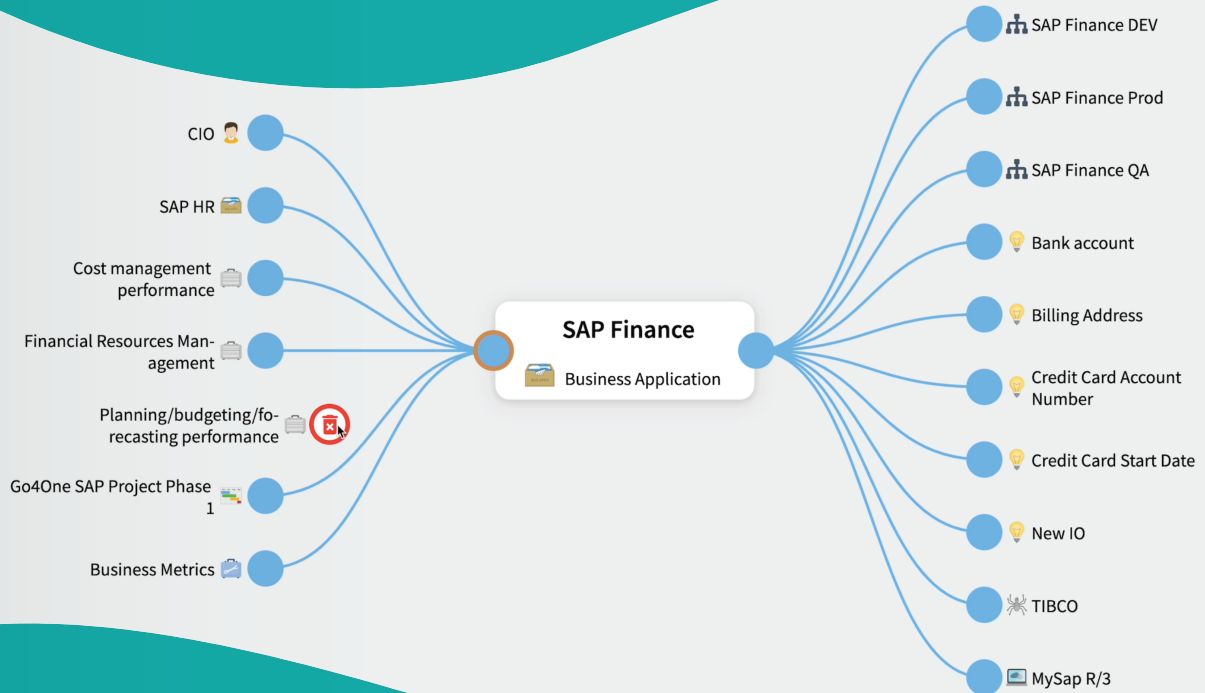 CIO
SAP HR
Cost management
performance
Financial Resources Man-
agement
Planning/budgeting/fo-
recasting performance
Go4One SAP Project Phase
1
Business Metrics
SAP Finance
Business Application
SAP Finance DEV
SAP Finance Prod
SAP Finance QA
Bank account
Billing Address
Credit Card Account
Number
Credit Card Start Date
New IO
TIBCO
MySap R/3